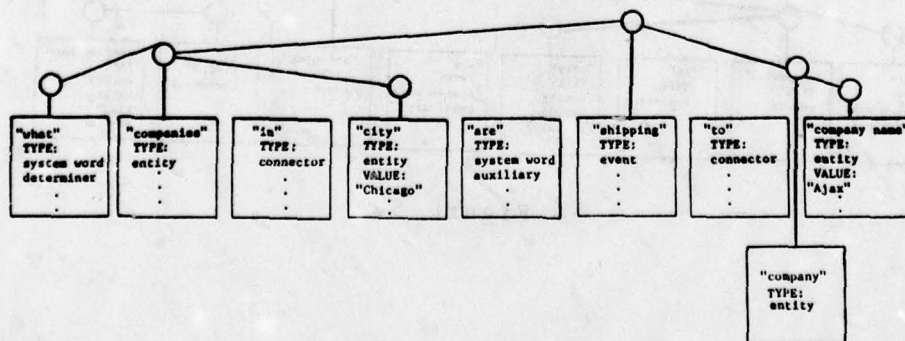 "what"
TYPE:
system word
determiner
"companies"
TYPE:
entity
"in"
TYPE:
connector
"city"
TYPE:
entity
VALUE:
"Chicago"
"are"
TYPE:
system word
auxiliary
"shipping"
TYPE:
event
"to"
TYPE:
connector
"company name"
TYPE:
entity
VALUE:
"Ajax"
"company"
TYPE:
entity